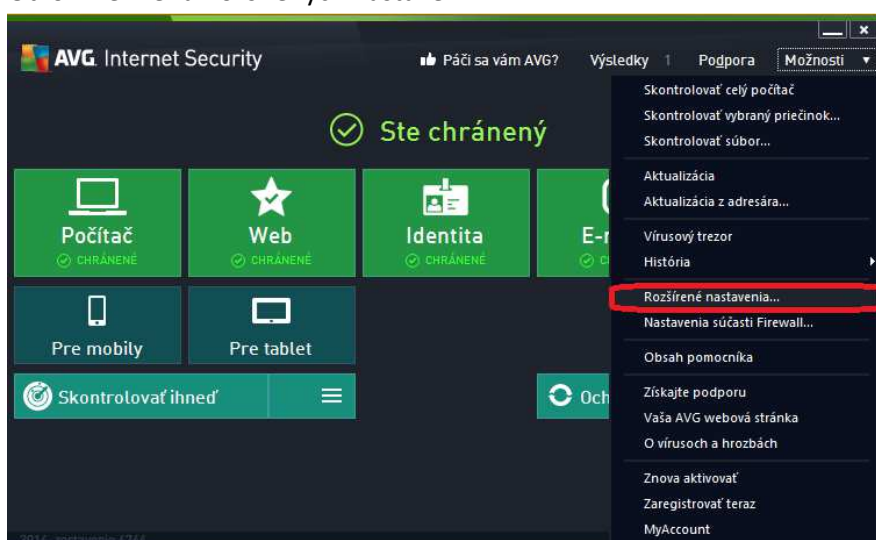 AVG. Internet Security
Páči sa vám AVG?
Výsledky 1
Podpora
Možnosti
Skontrolovať celý počítač
Skontrolovať vybraný priečinok...
Skontrolovať súbor...
Aktualizácia
Aktualizácia z adresára...
Vírusový trezor
História
Rozšírené nastavenia...
Nastavenia súčasti Firewall...
Obsah pomocníka
Získajte podporu
Vaša AVG webová stránka
O vírusoch a hrozbách
Znova aktivovať
Zaregistrovať teraz
MyAccount
Ste chránený
Počítač
CHRÁNENÉ
Web
CHRÁNENÉ
Identita
CHRÁNENÉ
Pre mobily
Pre tablet
Skontrolovať ihneď
Och